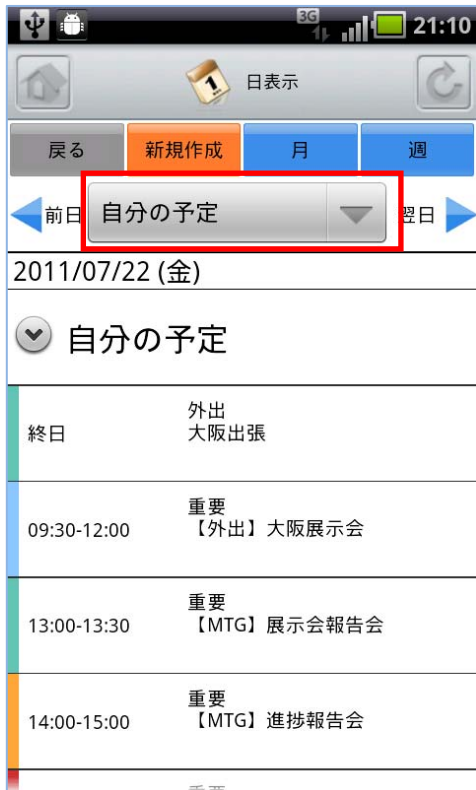 3G 21:10
1 日表示
戻る 新規作成 月 週
前日 自分の予定 翌日
2011/07/22 (金)
自分の予定
外出
終日 大阪出張
重要
09:30-12:00 【外出】大阪展示会
重要
13:00-13:30 【MTG】展示会報告会
重要
14:00-15:00 【MTG】進捗報告会